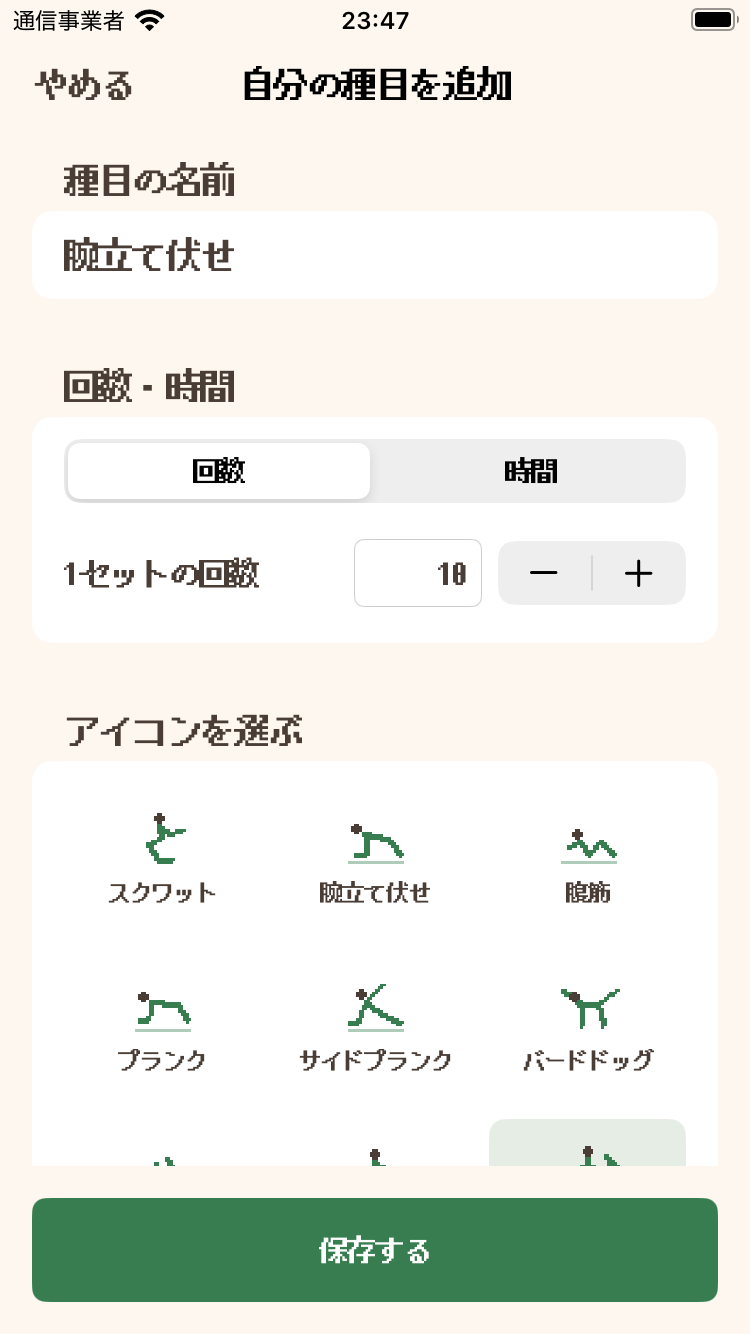 通信事業者 23:47
やめる 自分の種目を追加
種目の名前
腕立て伏せ
回数・時間
回数 時間
1セットの回数 10
アイコンを選ぶ
スクワット 腕立て伏せ 腹筋
プランク サイドプランク バードドッグ
保存する